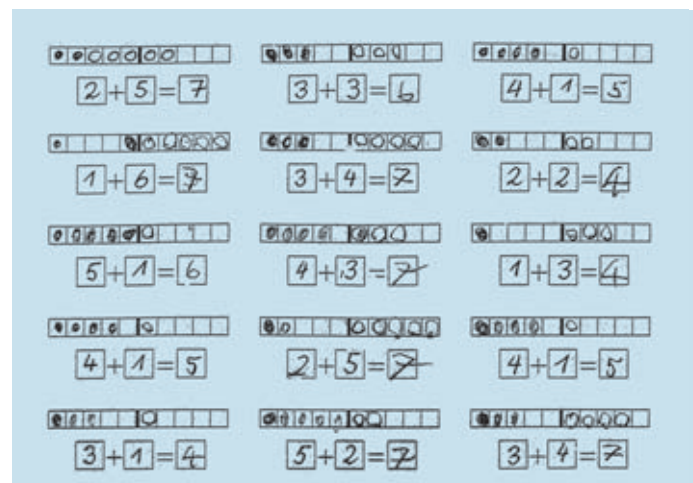 2+5=7 3+3=6 4+1=5
1+6=7 3+4=7 2+2=4
5+1=6 4+3=7 1+3=4
4+1=5 2+5=7 4+1=5
3+1=4 5+2=7 3+4=7